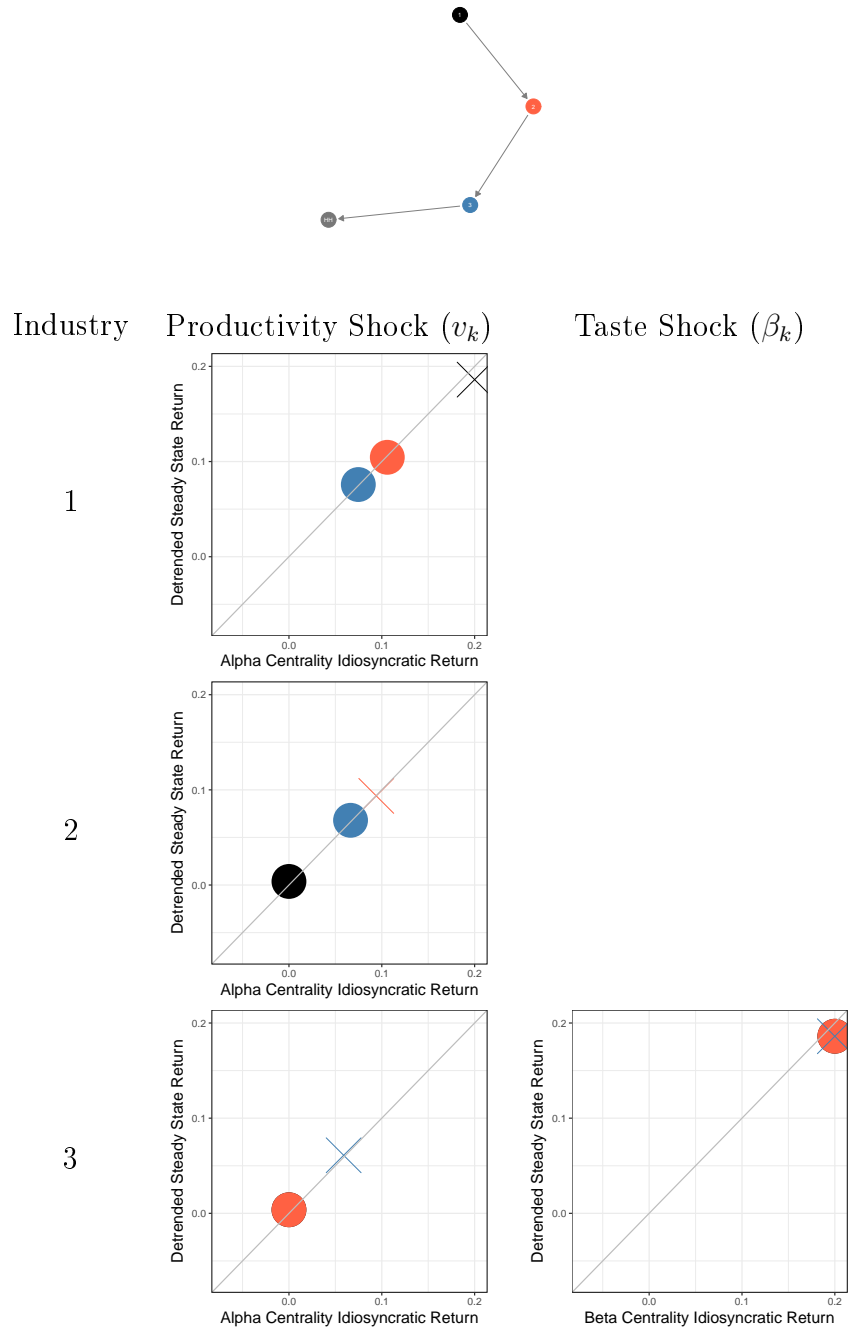 1
2
3
HH
Industry Productivity Shock (v_k) Taste Shock (β_k)
1
Detrended Steady State Return
0.2
0.1
0.0
0.0 0.1 0.2
Alpha Centrality Idiosyncratic Return
2
Detrended Steady State Return
0.2
0.1
0.0
0.0 0.1 0.2
Alpha Centrality Idiosyncratic Return
3
Detrended Steady State Return
0.2
0.1
0.0
0.0 0.1 0.2
Alpha Centrality Idiosyncratic Return
Detrended Steady State Return
0.2
0.1
0.0
0.0 0.1 0.2
Beta Centrality Idiosyncratic Return